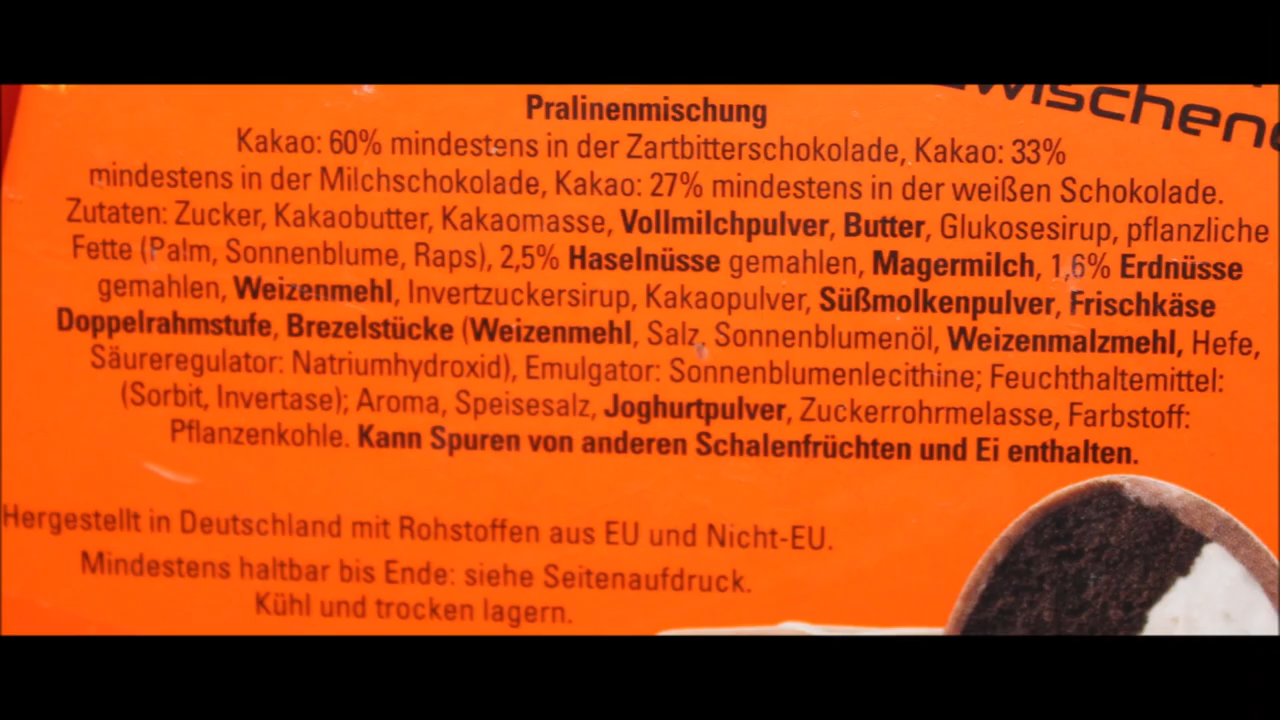 zwischen
Pralinenmischung
Kakao: 60% mindestens in der Zartbitterschokolade, Kakao: 33%
mindestens in der Milchschokolade, Kakao: 27% mindestens in der weißen Schokolade.
Zutaten: Zucker, Kakaobutter, Kakaomasse, Vollmilchpulver, Butter, Glukosesirup, pflanzliche
Fette (Palm, Sonnenblume, Raps), 2,5% Haselnüsse gemahlen, Magermilch, 1,6% Erdnüsse
gemahlen, Weizenmehl, Invertzuckersirup, Kakaopulver, Süßmolkenpulver, Frischkäse
Doppelrahmstufe, Brezelstücke (Weizenmehl, Salz, Sonnenblumenöl, Weizenmalzmehl, Hefe,
Säureregulator: Natriumhydroxid), Emulgator: Sonnenblumenlecithine; Feuchthaltemittel:
(Sorbit, Invertase); Aroma, Speisesalz, Joghurtpulver, Zuckerrohrmelasse, Farbstoff:
Pflanzenkohle. Kann Spuren von anderen Schalenfrüchten und Ei enthalten.
Hergestellt in Deutschland mit Rohstoffen aus EU und Nicht-EU.
Mindestens haltbar bis Ende: siehe Seitenaufdruck.
Kühl und trocken lagern.